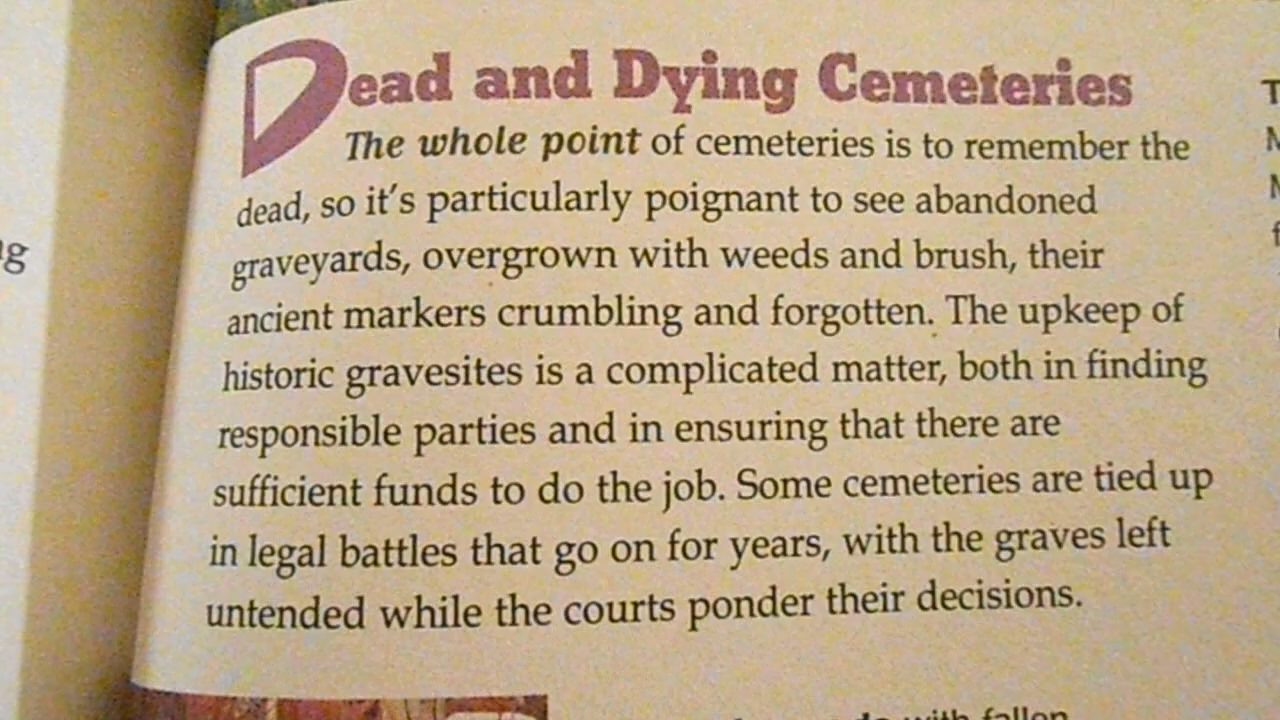 Dead and Dying Cemeteries
The whole point of cemeteries is to remember the
dead, so it's particularly poignant to see abandoned
graveyards, overgrown with weeds and brush, their
ancient markers crumbling and forgotten. The upkeep of
historic gravesites is a complicated matter, both in finding
responsible parties and in ensuring that there are
sufficient funds to do the job. Some cemeteries are tied up
in legal battles that go on for years, with the graves left
untended while the courts ponder their decisions.
with fallen